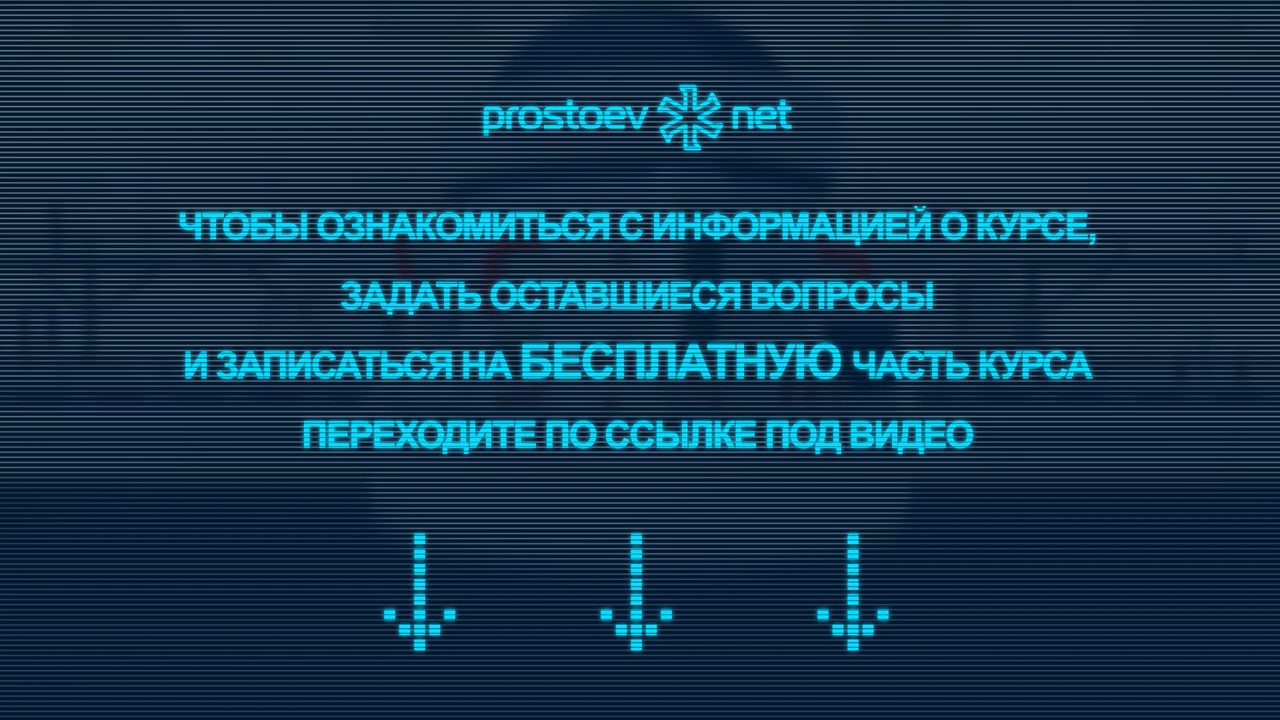 prostoev net
ЧТОБЫ ОЗНАКОМИТЬСЯ С ИНФОРМАЦИЕЙ О КУРСЕ,
ЗАДАТЬ ОСТАВШИЕСЯ ВОПРОСЫ
И ЗАПИСАТЬСЯ НА БЕСПЛАТНУЮ ЧАСТЬ КУРСА
ПЕРЕХОДИТЕ ПО ССЫЛКЕ ПОД ВИДЕО